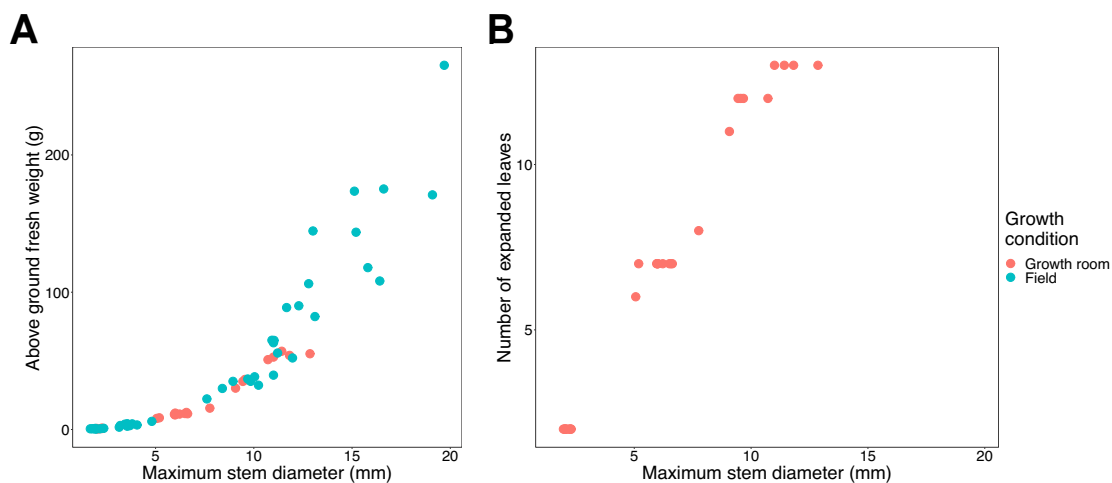 A
Above ground fresh weight (g)
200
100
0
5 10 15 20
Maximum stem diameter (mm)
B
Number of expanded leaves
10
5
5 10 15 20
Maximum stem diameter (mm)
Growth
condition
Growth room
Field